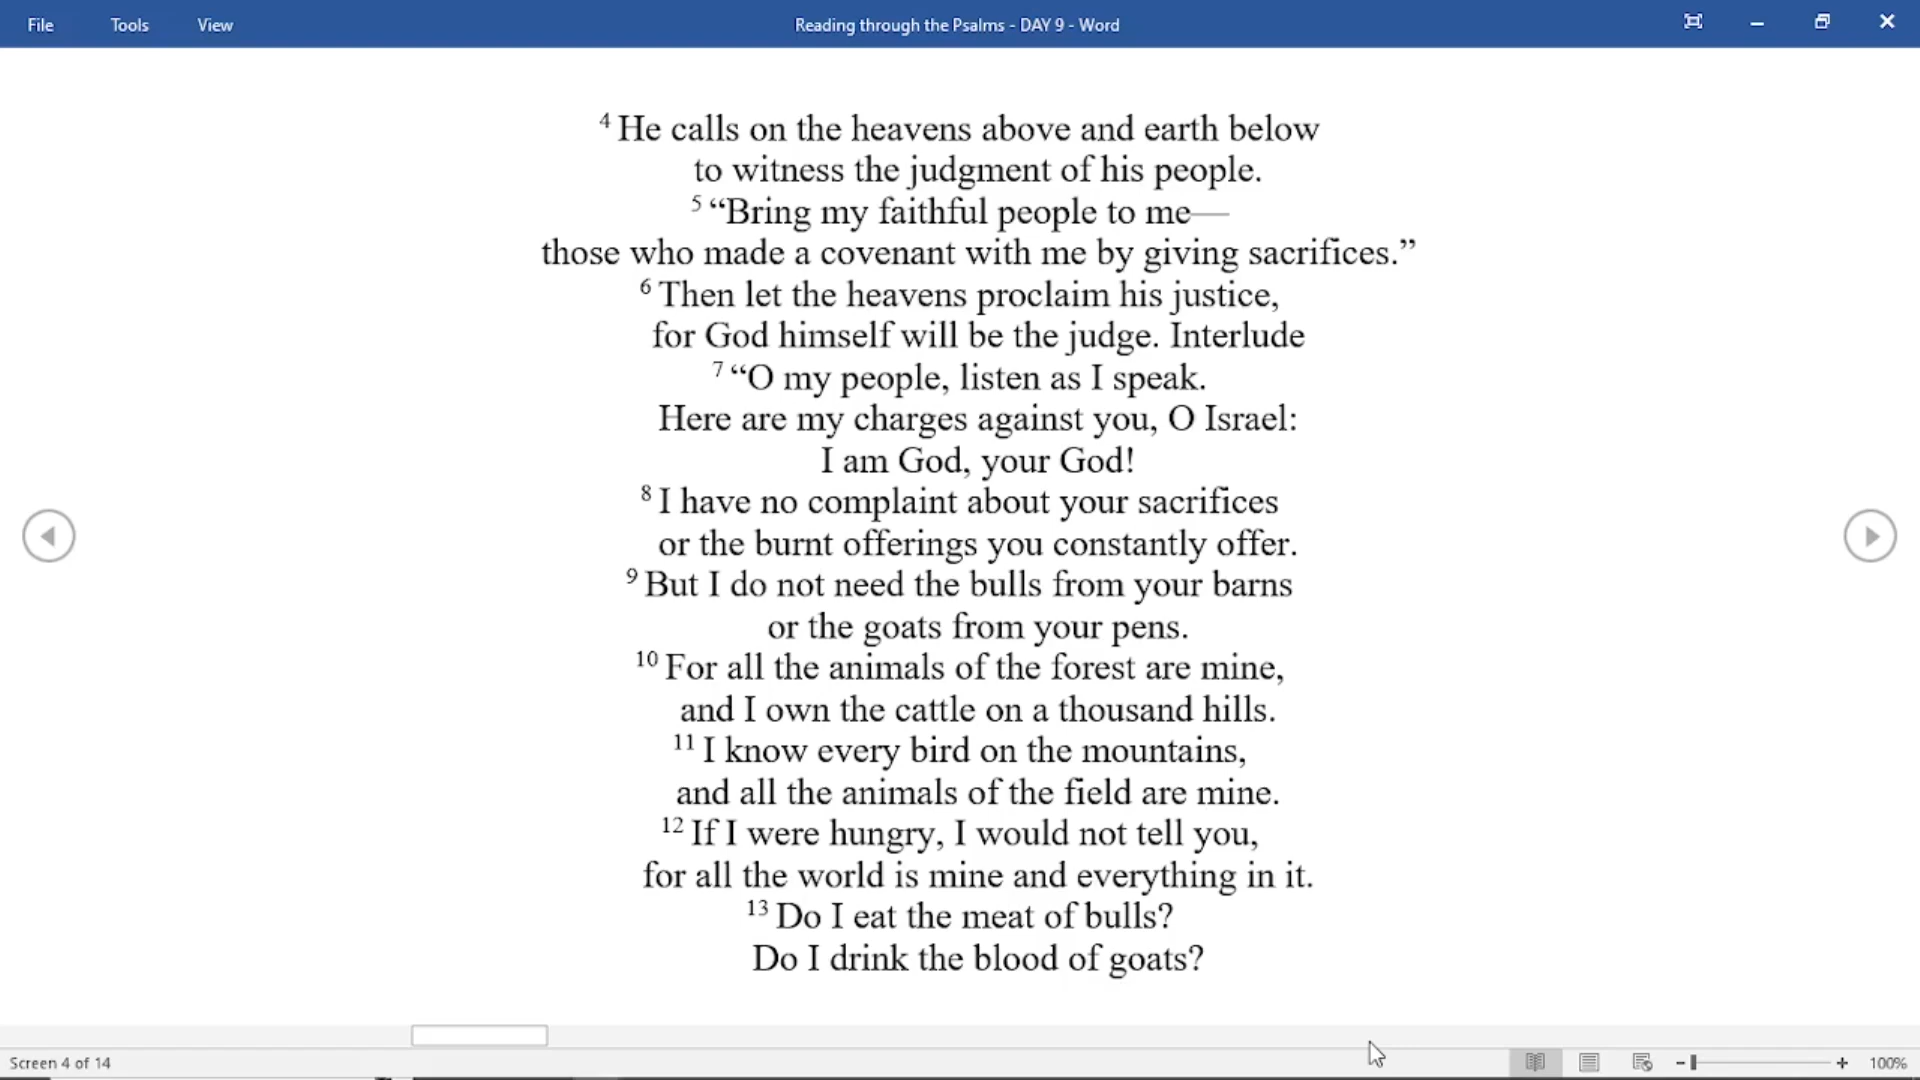 File Tools View Reading through the Psalms - DAY 9 - Word
4 He calls on the heavens above and earth below
to witness the judgment of his people.
5 “Bring my faithful people to me—
those who made a covenant with me by giving sacrifices.”
6 Then let the heavens proclaim his justice,
for God himself will be the judge. Interlude
7 “O my people, listen as I speak.
Here are my charges against you, O Israel:
I am God, your God!
8 I have no complaint about your sacrifices
or the burnt offerings you constantly offer.
9 But I do not need the bulls from your barns
or the goats from your pens.
10 For all the animals of the forest are mine,
and I own the cattle on a thousand hills.
11 I know every bird on the mountains,
and all the animals of the field are mine.
12 If I were hungry, I would not tell you,
for all the world is mine and everything in it.
13 Do I eat the meat of bulls?
Do I drink the blood of goats?
Screen 4 of 14 100%